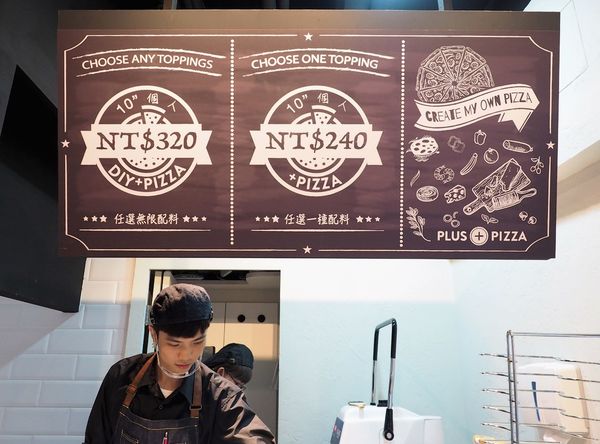 CHOOSE ANY TOPPINGS
10” 個人
NT$320
DIY+PIZZA
任選無限配料
CHOOSE ONE TOPPING
10” 個人
NT$240
+PIZZA
任選一種配料
CREATE MY OWN PIZZA
PLUS + PIZZA